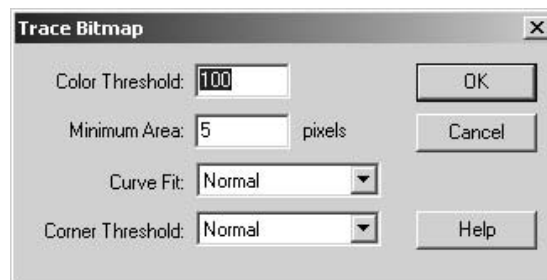 Trace Bitmap
Color Threshold: 100 OK
Minimum Area: 5 pixels Cancel
Curve Fit: Normal
Corner Threshold: Normal Help